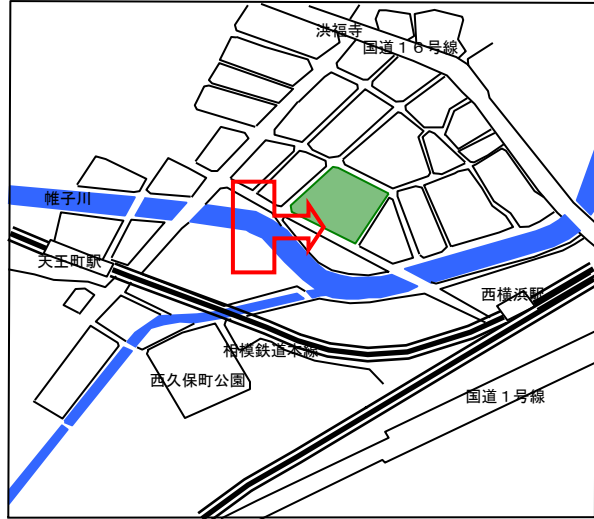 洪福寺
国道１６号線
帷子川
天王町駅
西横浜駅
相模鉄道本線
西久保町公園
国道１号線